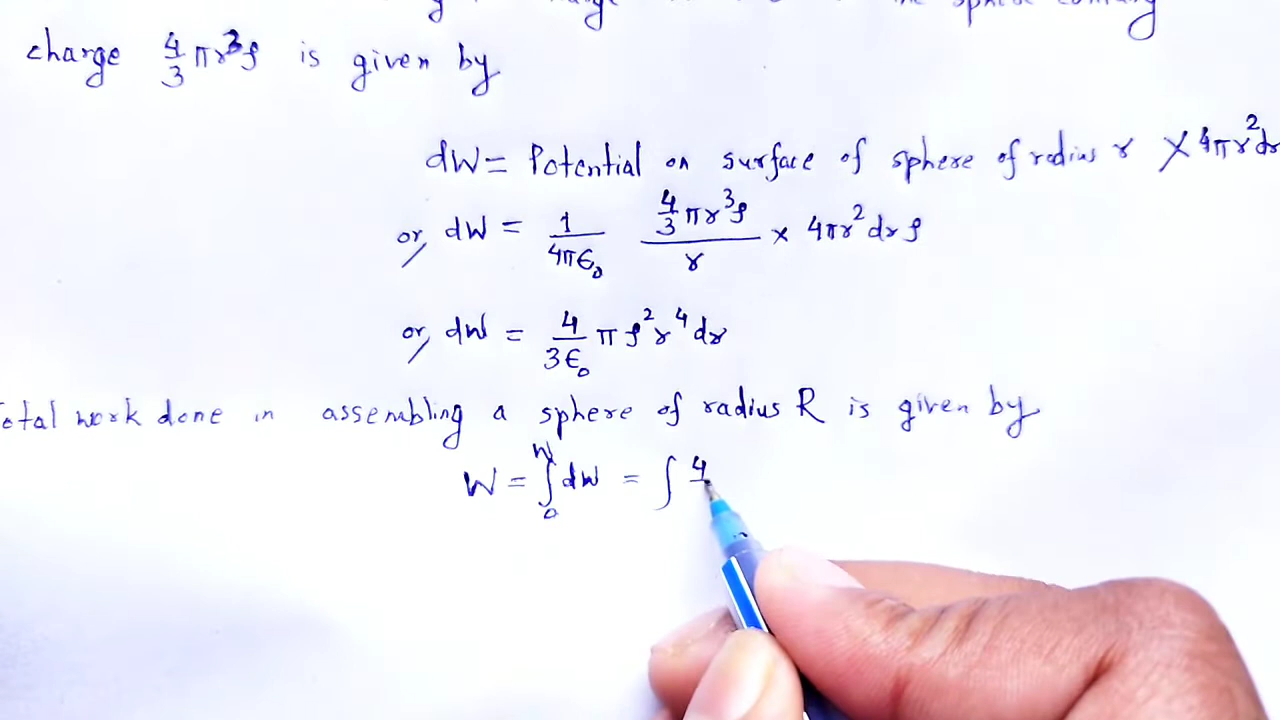 charge 4/3 πr³ρ is given by
dW = Potential on surface of sphere of radius r × 4πr²dr
or, dW = 1/4πϵ₀ (4/3 πr³ρ)/r × 4πr²drρ
or, dW = 4/3ϵ₀ πρ²r⁴dr
otal work done in assembling a sphere of radius R is given by
W = ∫₀ᵂ dW = ∫ 4